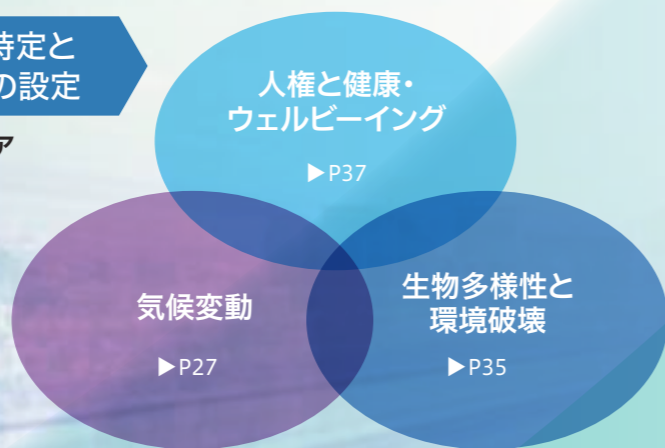 特定と
の設定
ア
人権と健康・
ウェルビーイング
▶P37
気候変動
▶P27
生物多様性と
環境破壊
▶P35